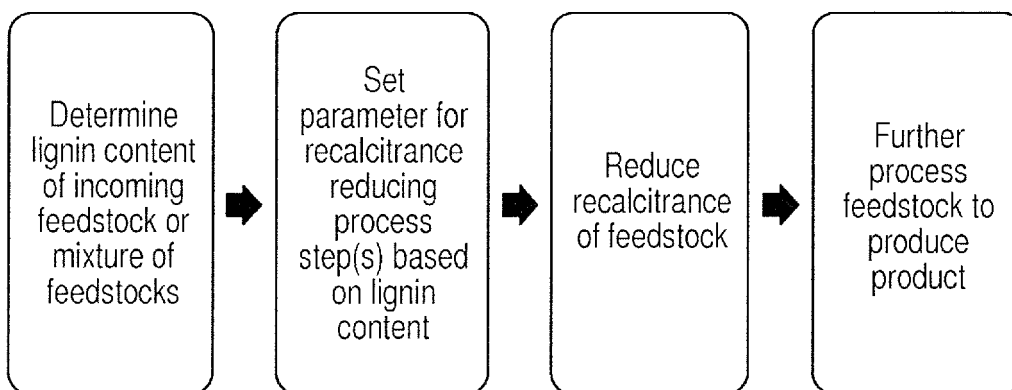 Determine
lignin content
of incoming
feedstock or
mixture of
feedstocks
Set
parameter for
recalcitrance
reducing
process
step(s) based
on lignin
content
Reduce
recalcitrance
of feedstock
Further
process
feedstock to
produce
product